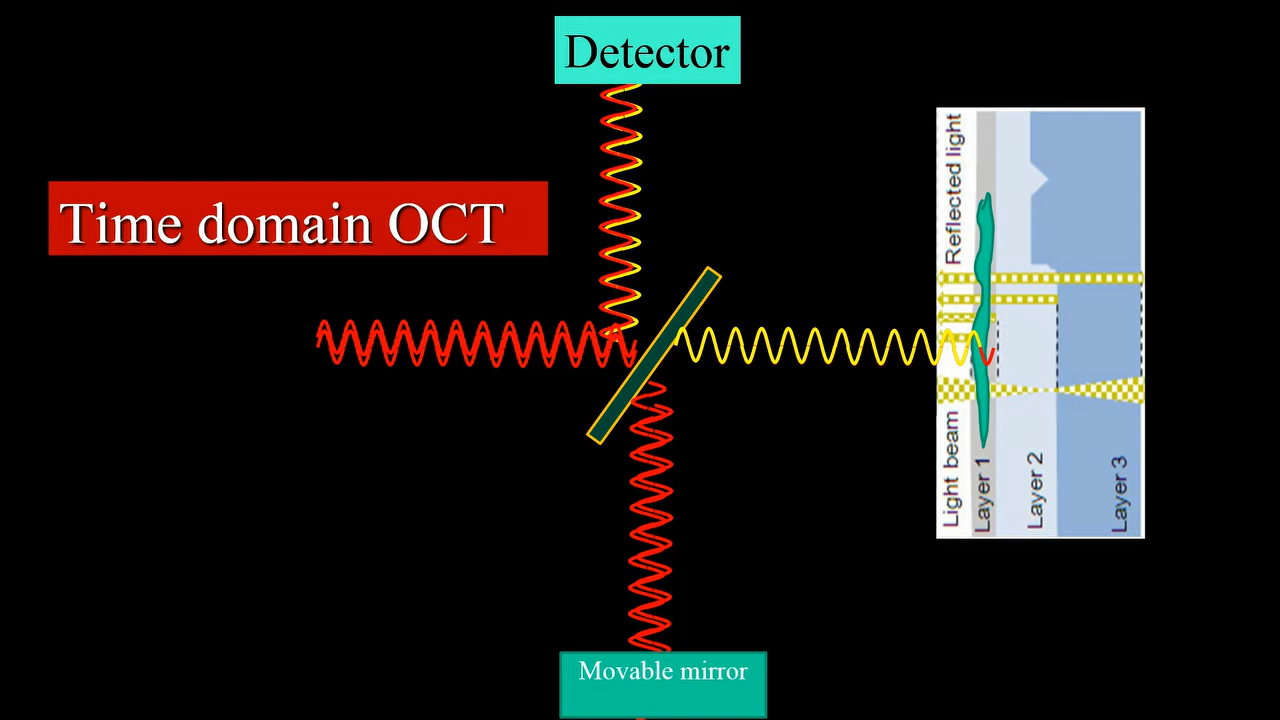 Detector
Time domain OCT
Reflected light
Light beam
Layer 1
Layer 2
Layer 3
Movable mirror